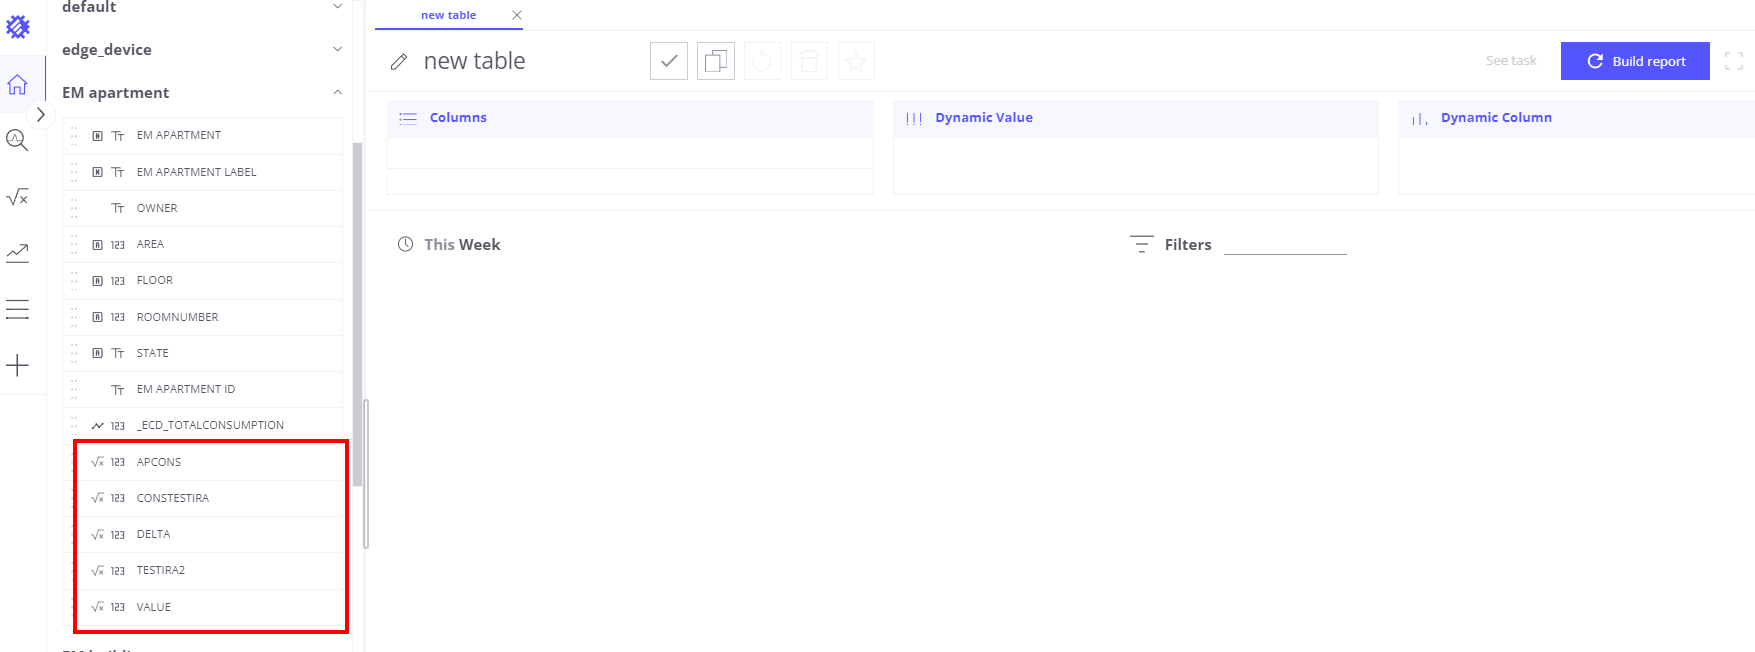 default
edge_device
EM apartment
EM APARTMENT
EM APARTMENT LABEL
OWNER
123 AREA
123 FLOOR
123 ROOMNUMBER
STATE
EM APARTMENT ID
123 _ECD_TOTALCONSUMPTION
123 APCONS
123 CONSTESTIRA
123 DELTA
123 TESTIRA2
123 VALUE
new table
new table
See task
Build report
Columns
Dynamic Value
Dynamic Column
This Week
Filters